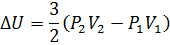 ΔU = 3/2 (P₂V₂ − P₁V₁)